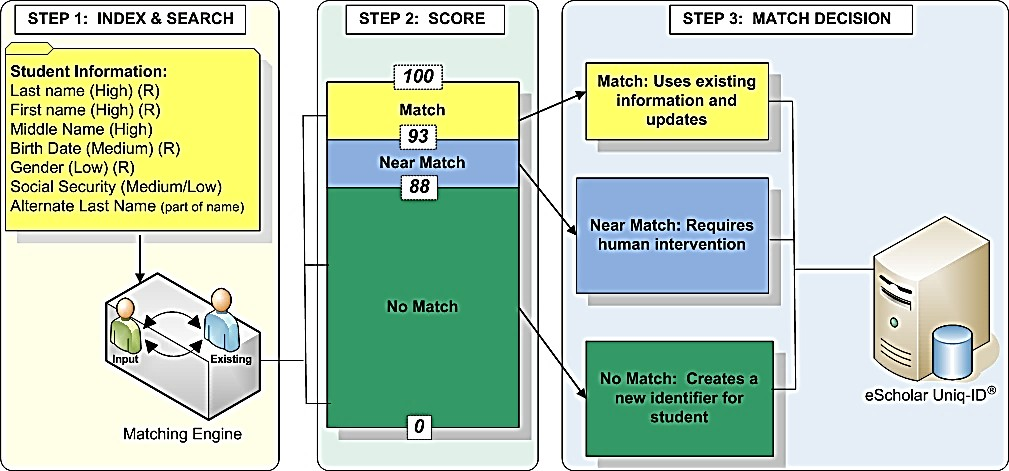 STEP 1: INDEX & SEARCH
Student Information:
Last name (High) (R)
First name (High) (R)
Middle Name (High)
Birth Date (Medium) (R)
Gender (Low) (R)
Social Security (Medium/Low)
Alternate Last Name (part of name)
Input
Existing
Matching Engine
STEP 2: SCORE
100
Match
93
Near Match
88
No Match
0
STEP 3: MATCH DECISION
Match: Uses existing
information and
updates
Near Match: Requires
human intervention
No Match: Creates a
new identifier for
student
eScholar Uniq-ID®